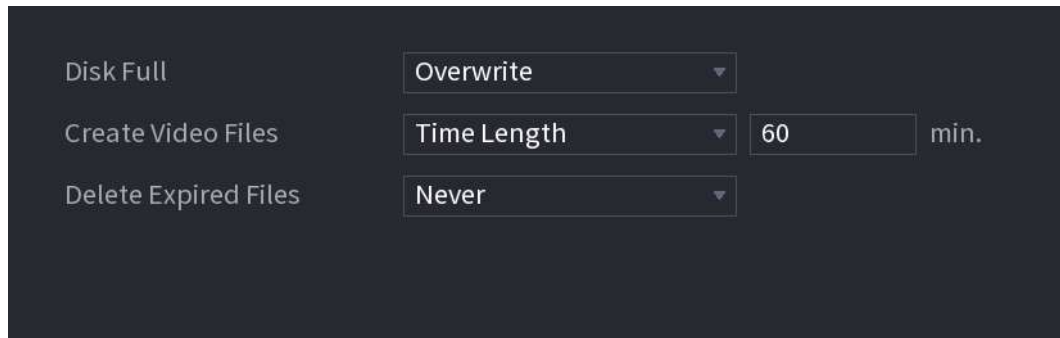 Disk Full Overwrite
Create Video Files Time Length 60 min.
Delete Expired Files Never